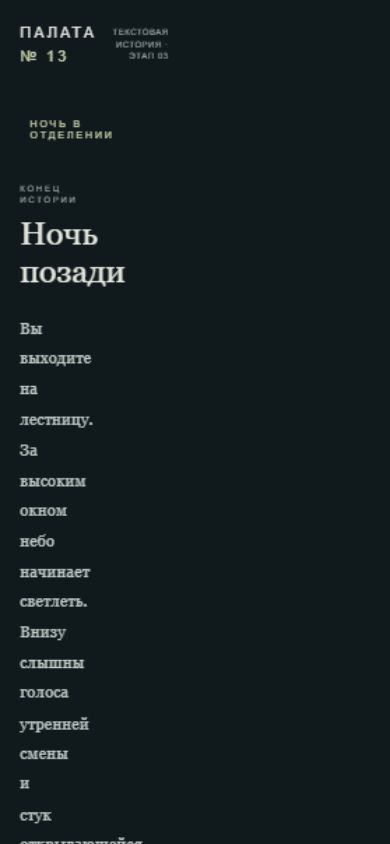 ПАЛАТА
№ 13
ТЕКСТОВАЯ
ИСТОРИЯ ·
ЭТАП 03
НОЧЬ В
ОТДЕЛЕНИИ
КОНЕЦ
ИСТОРИИ
Ночь
позади
Вы
выходите
на
лестницу.
За
высоким
окном
небо
начинает
светлеть.
Внизу
слышны
голоса
утренней
смены
и
стук